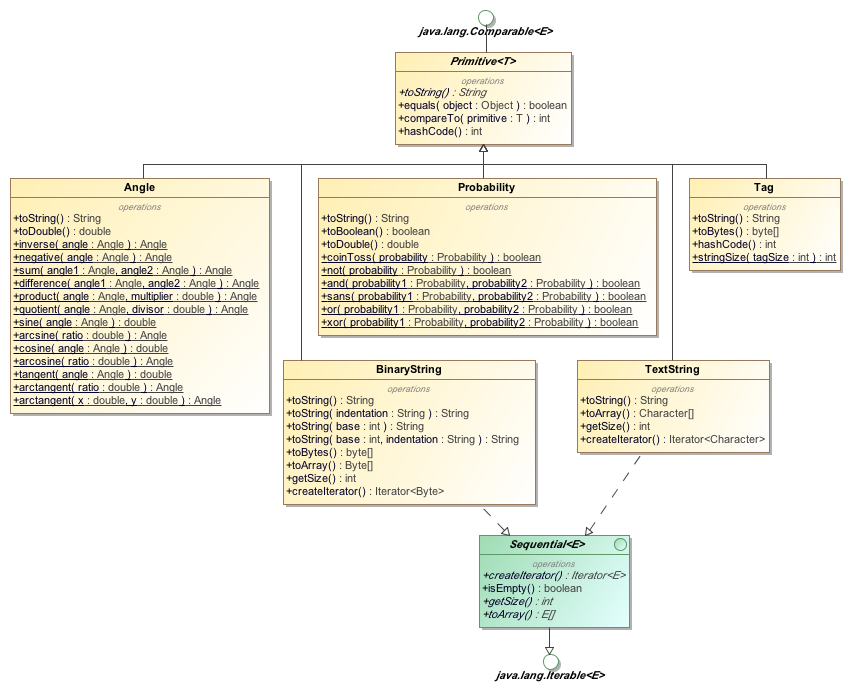 java.lang.Comparable<E>
Primitive<T>
operations
+toString() : String
+equals( object : Object ) : boolean
+compareTo( primitive : T ) : int
+hashCode() : int
Angle
operations
+toString() : String
+toDouble() : double
+inverse( angle : Angle ) : Angle
+negative( angle : Angle ) : Angle
+sum( angle1 : Angle, angle2 : Angle ) : Angle
+difference( angle1 : Angle, angle2 : Angle ) : Angle
+product( angle : Angle, multiplier : double ) : Angle
+quotient( angle : Angle, divisor : double ) : Angle
+sine( angle : Angle ) : double
+arcsine( ratio : double ) : Angle
+cosine( angle : Angle ) : double
+arcosine( ratio : double ) : Angle
+tangent( angle : Angle ) : double
+arctangent( ratio : double ) : Angle
+arctangent( x : double, y : double ) : Angle
Probability
operations
+toString() : String
+toBoolean() : boolean
+toDouble() : double
+coinToss( probability : Probability ) : boolean
+not( probability : Probability ) : boolean
+and( probability1 : Probability, probability2 : Probability ) : boolean
+sans( probability1 : Probability, probability2 : Probability ) : boolean
+or( probability1 : Probability, probability2 : Probability ) : boolean
+xor( probability1 : Probability, probability2 : Probability ) : boolean
Tag
operations
+toString() : String
+toBytes() : byte[]
+hashCode() : int
+stringSize( tagSize : int ) : int
BinaryString
operations
+toString() : String
+toString( indentation : String ) : String
+toString( base : int ) : String
+toString( base : int, indentation : String ) : String
+toBytes() : byte[]
+toArray() : Byte[]
+getSize() : int
+createIterator() : Iterator<Byte>
TextString
operations
+toString() : String
+toArray() : Character[]
+getSize() : int
+createIterator() : Iterator<Character>
Sequential<E>
operations
+createIterator() : Iterator<E>
+isEmpty() : boolean
+getSize() : int
+toArray() : E[]
java.lang.Iterable<E>